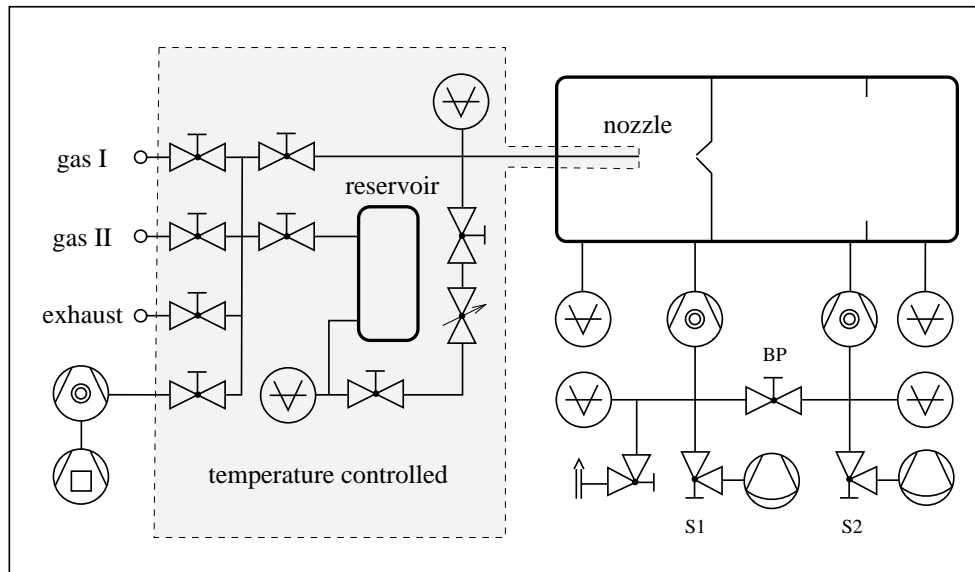 nozzle
gas I
reservoir
gas II
exhaust
BP
temperature controlled
S1
S2